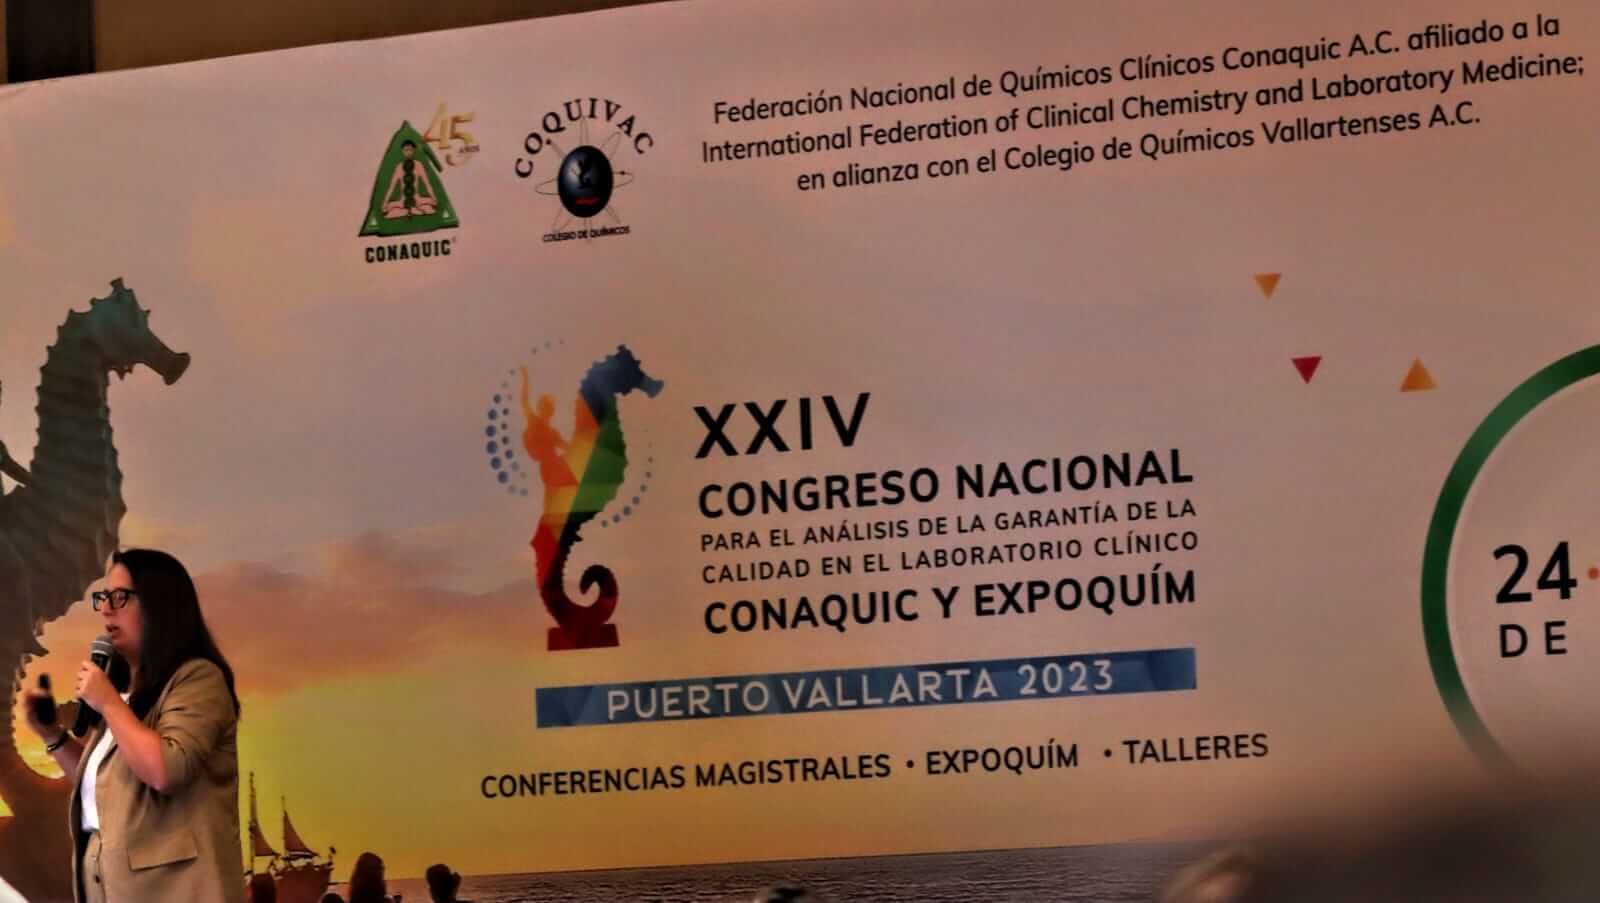 Federación Nacional de Químicos Clínicos Conaquic A.C. afiliado a la
International Federation of Clinical Chemistry and Laboratory Medicine;
en alianza con el Colegio de Químicos Vallartenses A.C.
45
AÑOS
CONAQUIC
COQUIVAC
COLEGIO DE QUÍMICOS
XXIV
CONGRESO NACIONAL
PARA EL ANÁLISIS DE LA GARANTÍA DE LA
CALIDAD EN EL LABORATORIO CLÍNICO
CONAQUIC Y EXPOQUÍM
PUERTO VALLARTA 2023
CONFERENCIAS MAGISTRALES · EXPOQUÍM · TALLERES
24
DE